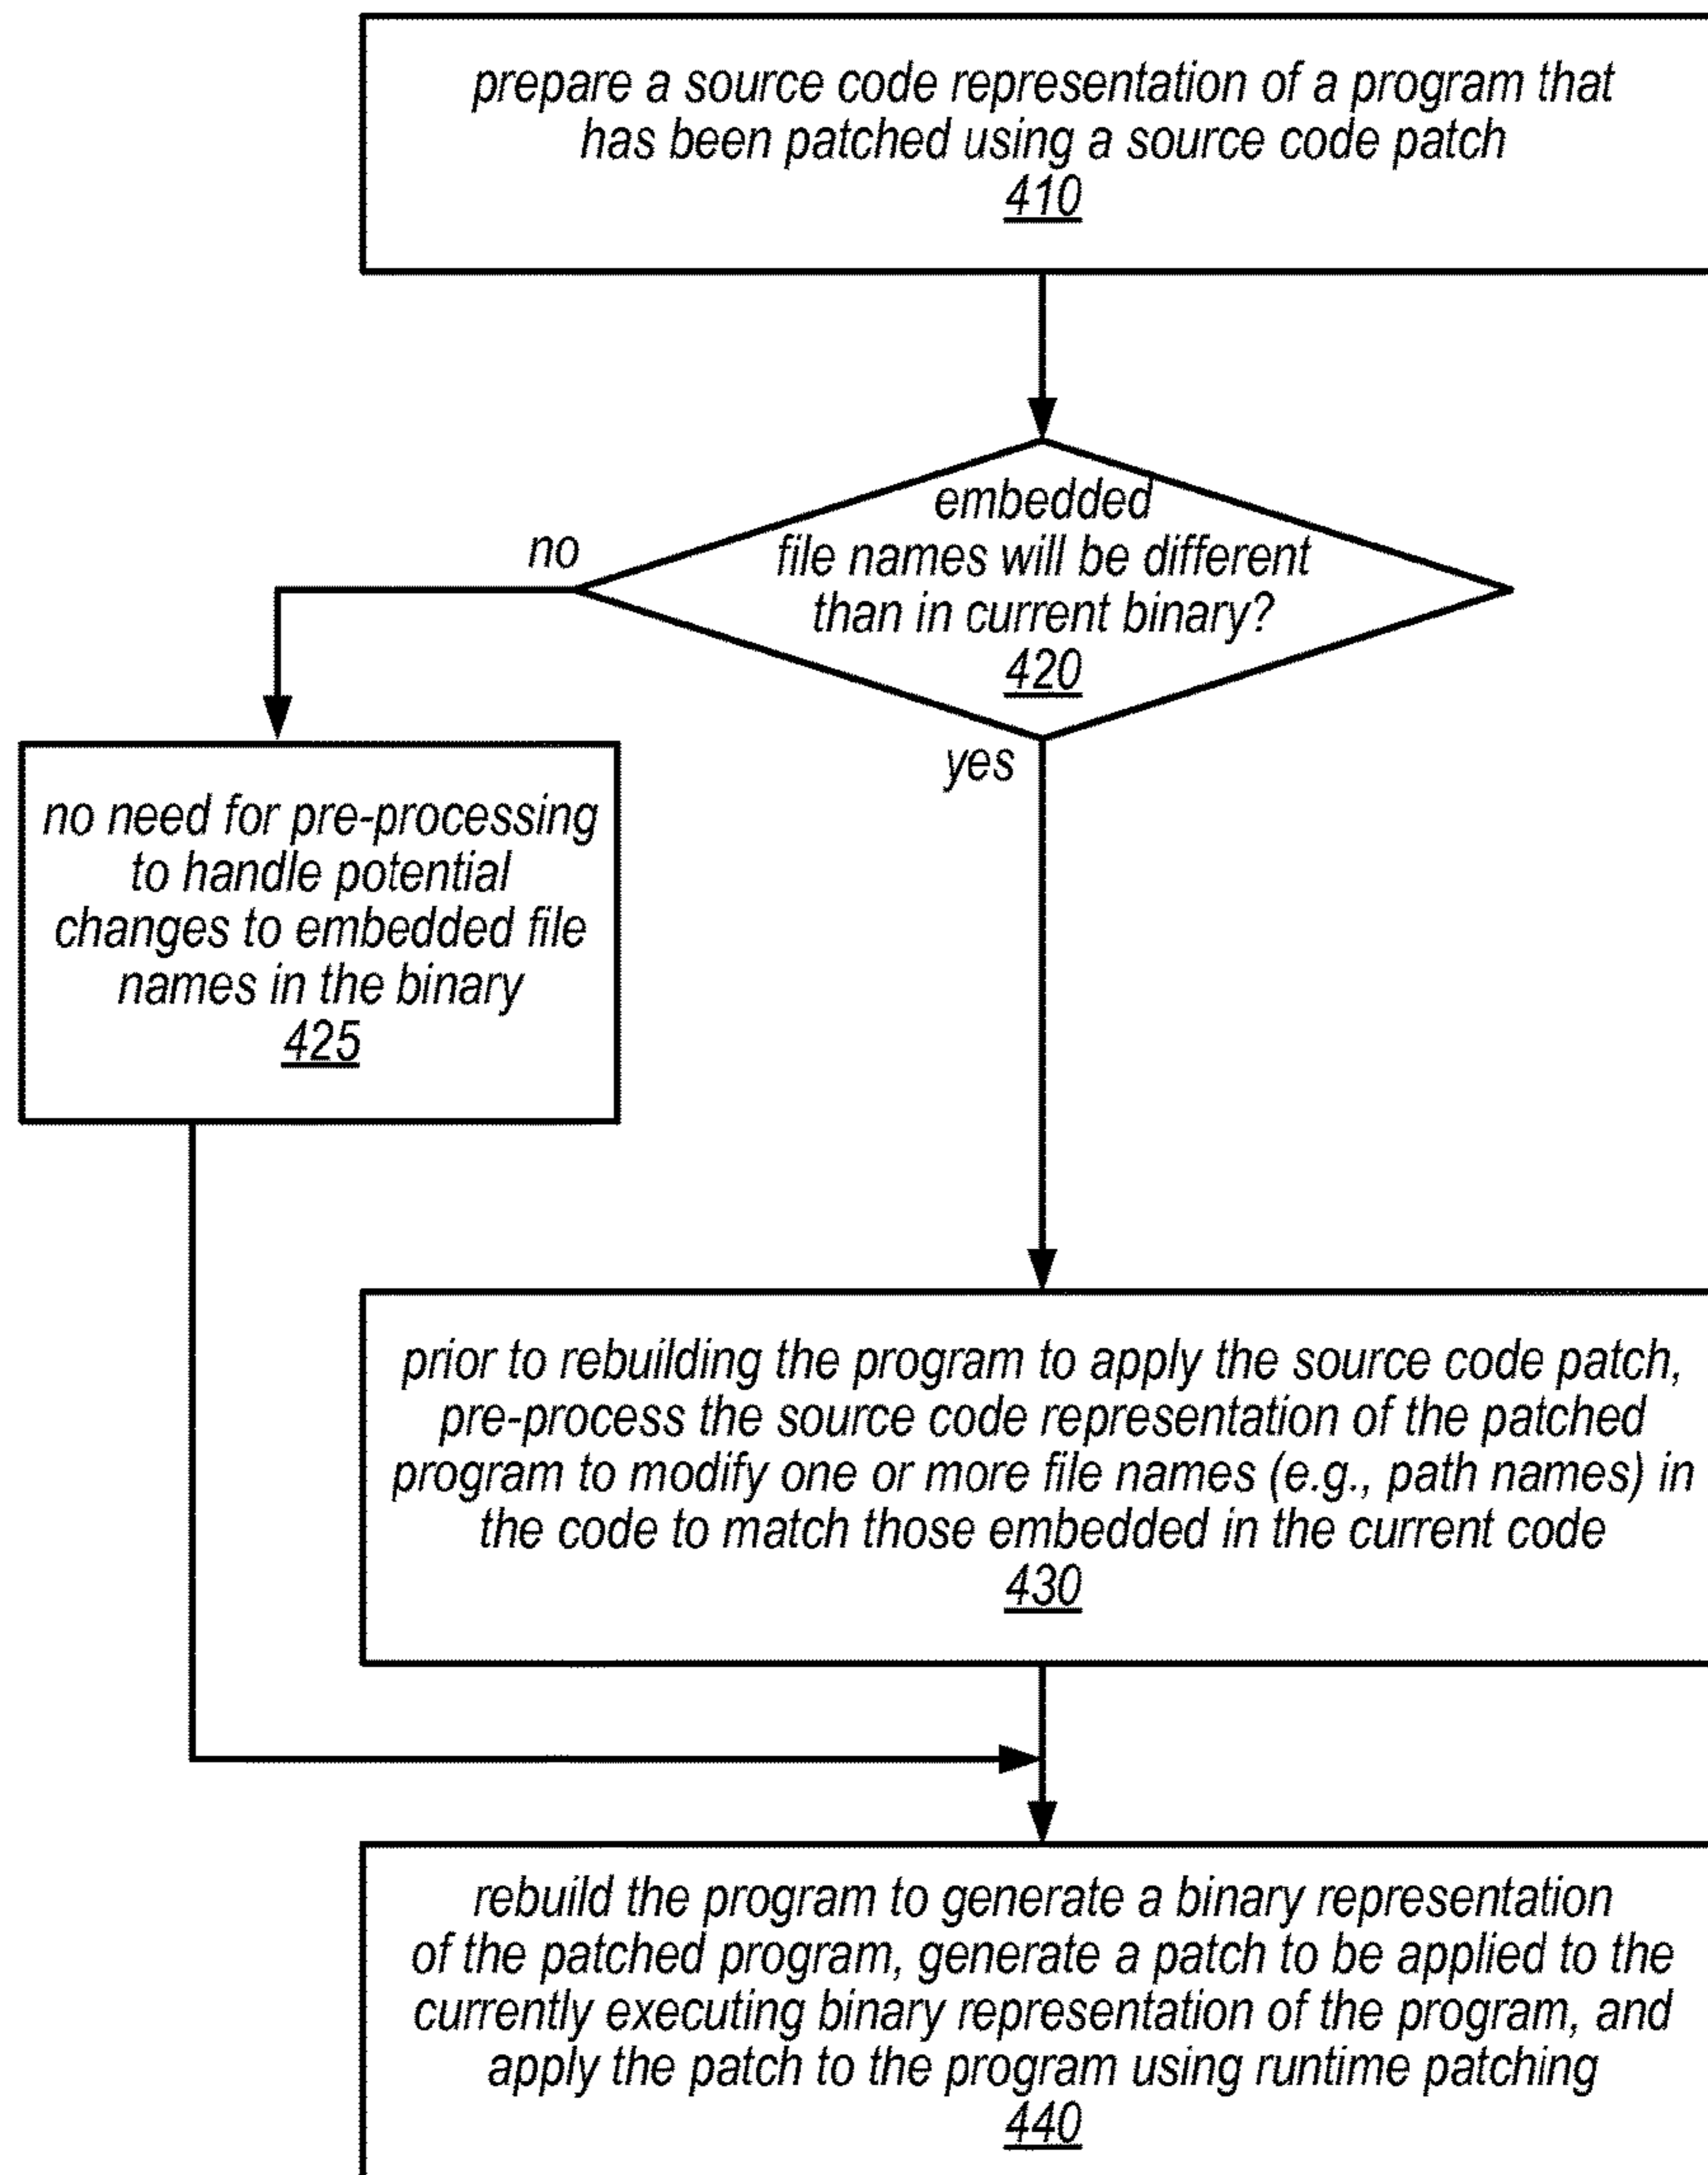 prepare a source code representation of a program that
has been patched using a source code patch
410
embedded
file names will be different
than in current binary?
420
no
yes
no need for pre-processing
to handle potential
changes to embedded file
names in the binary
425
prior to rebuilding the program to apply the source code patch,
pre-process the source code representation of the patched
program to modify one or more file names (e.g., path names) in
the code to match those embedded in the current code
430
rebuild the program to generate a binary representation
of the patched program, generate a patch to be applied to the
currently executing binary representation of the program, and
apply the patch to the program using runtime patching
440